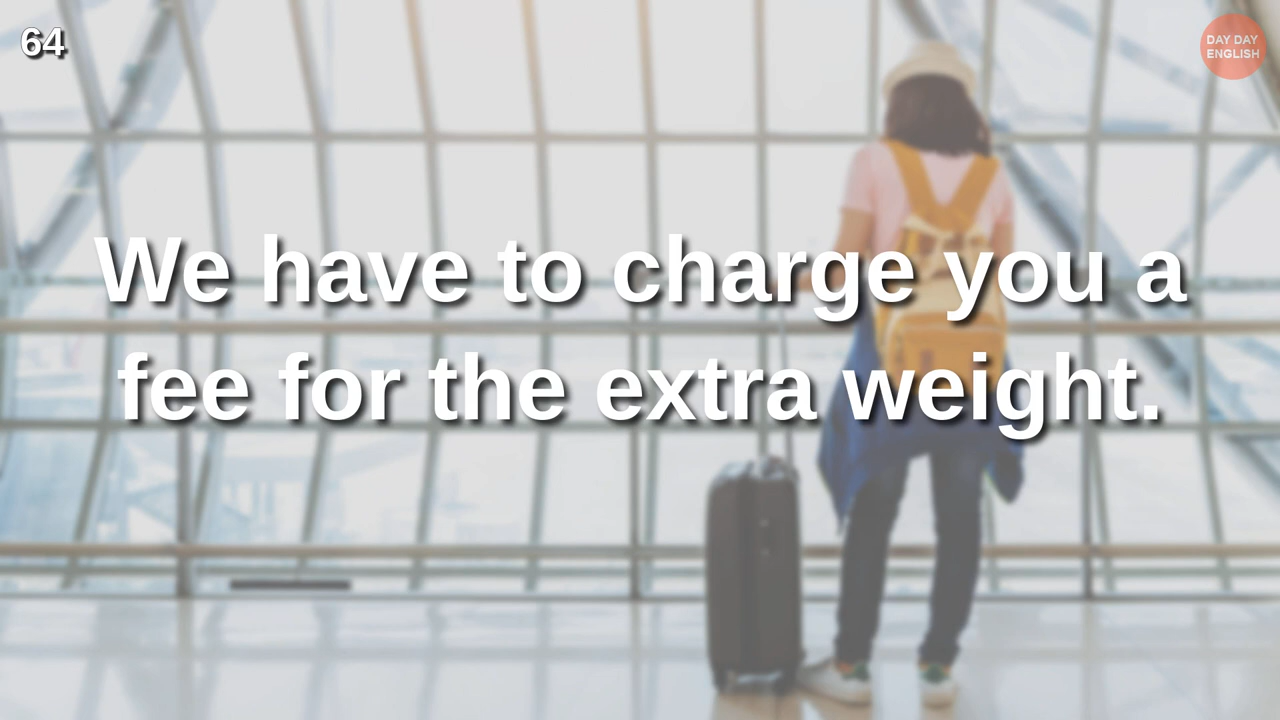 64
DAY DAY
ENGLISH
We have to charge you a
fee for the extra weight.